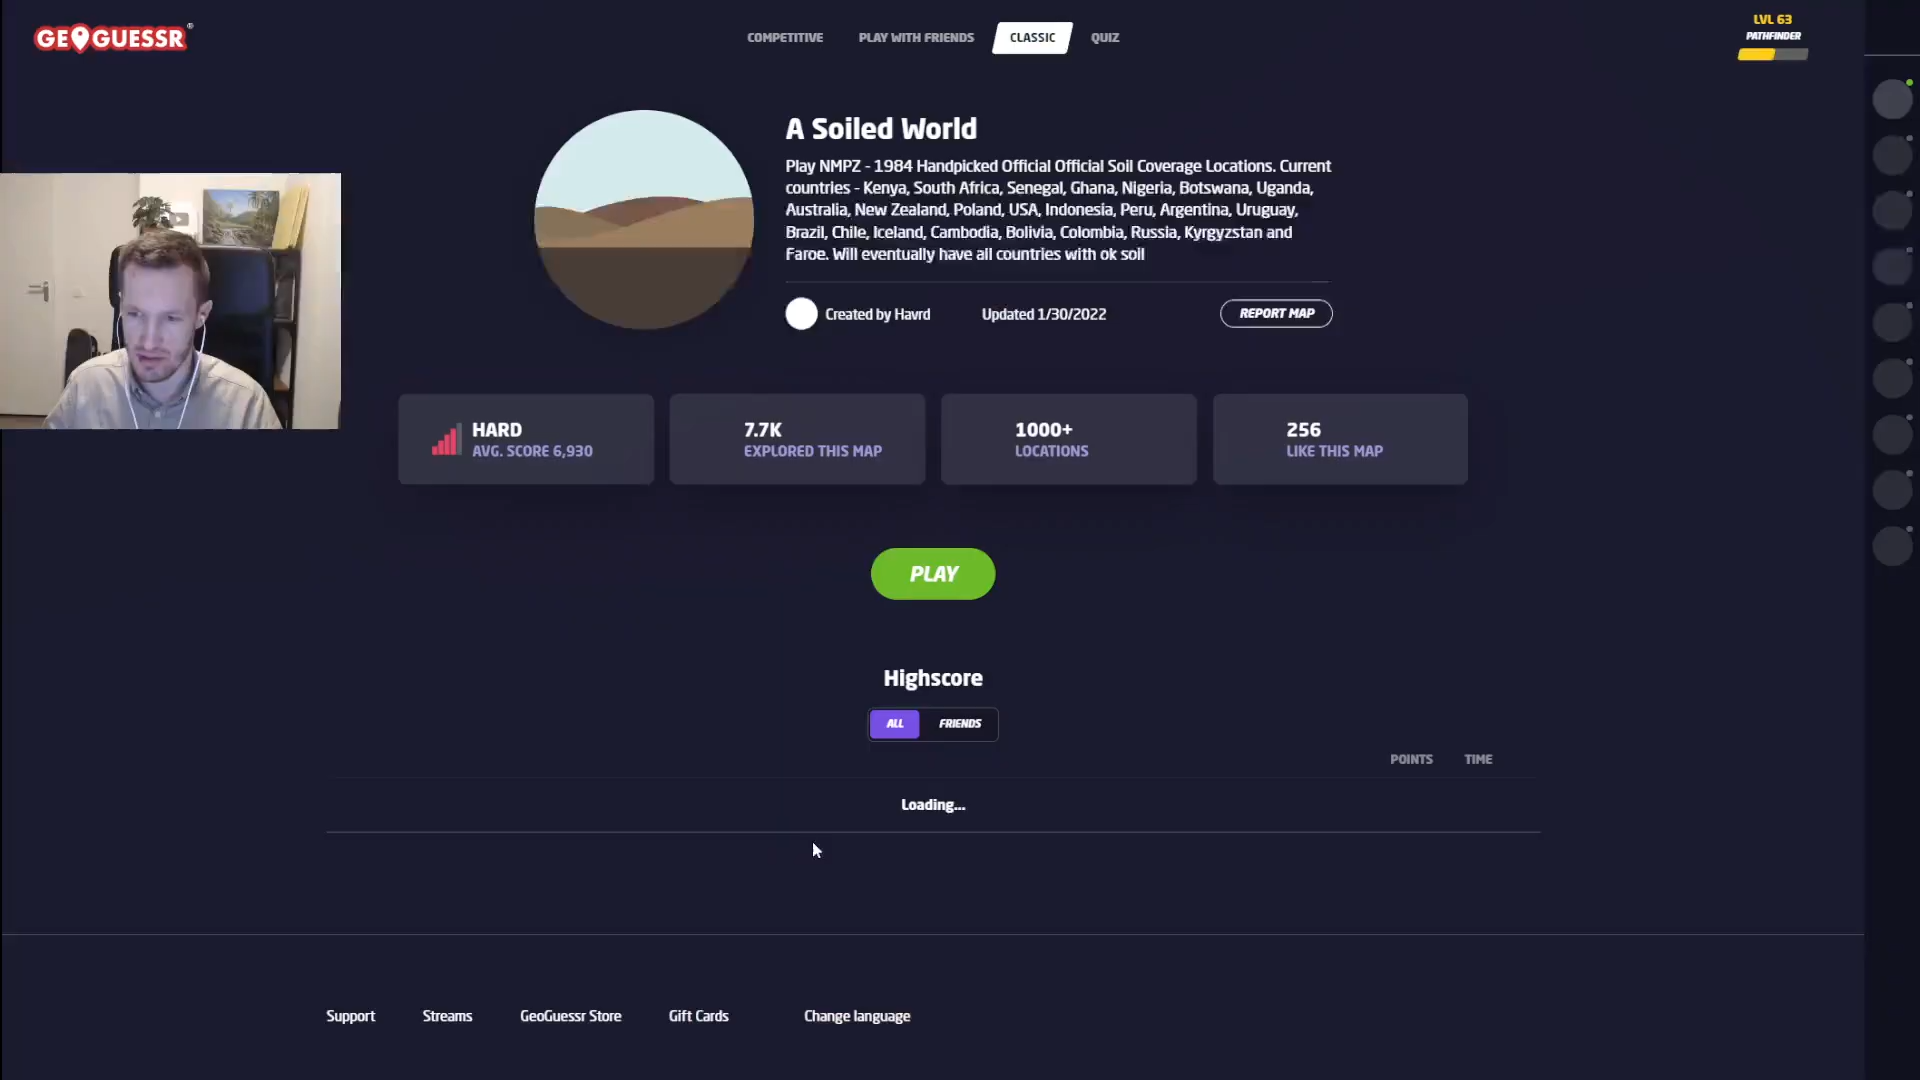 GEOGUESSR
COMPETITIVE
PLAY WITH FRIENDS
CLASSIC
QUIZ
LVL 63
PATHFINDER
A Soiled World
Play NMPZ - 1984 Handpicked Official Official Soil Coverage Locations. Current
countries - Kenya, South Africa, Senegal, Ghana, Nigeria, Botswana, Uganda,
Australia, New Zealand, Poland, USA, Indonesia, Peru, Argentina, Uruguay,
Brazil, Chile, Iceland, Cambodia, Bolivia, Colombia, Russia, Kyrgyzstan and
Faroe. Will eventually have all countries with ok soil
Created by Havrd
Updated 1/30/2022
REPORT MAP
HARD
AVG. SCORE 6,930
7.7K
EXPLORED THIS MAP
1000+
LOCATIONS
256
LIKE THIS MAP
PLAY
Highscore
ALL
FRIENDS
POINTS
TIME
Loading...
Support
Streams
GeoGuessr Store
Gift Cards
Change language